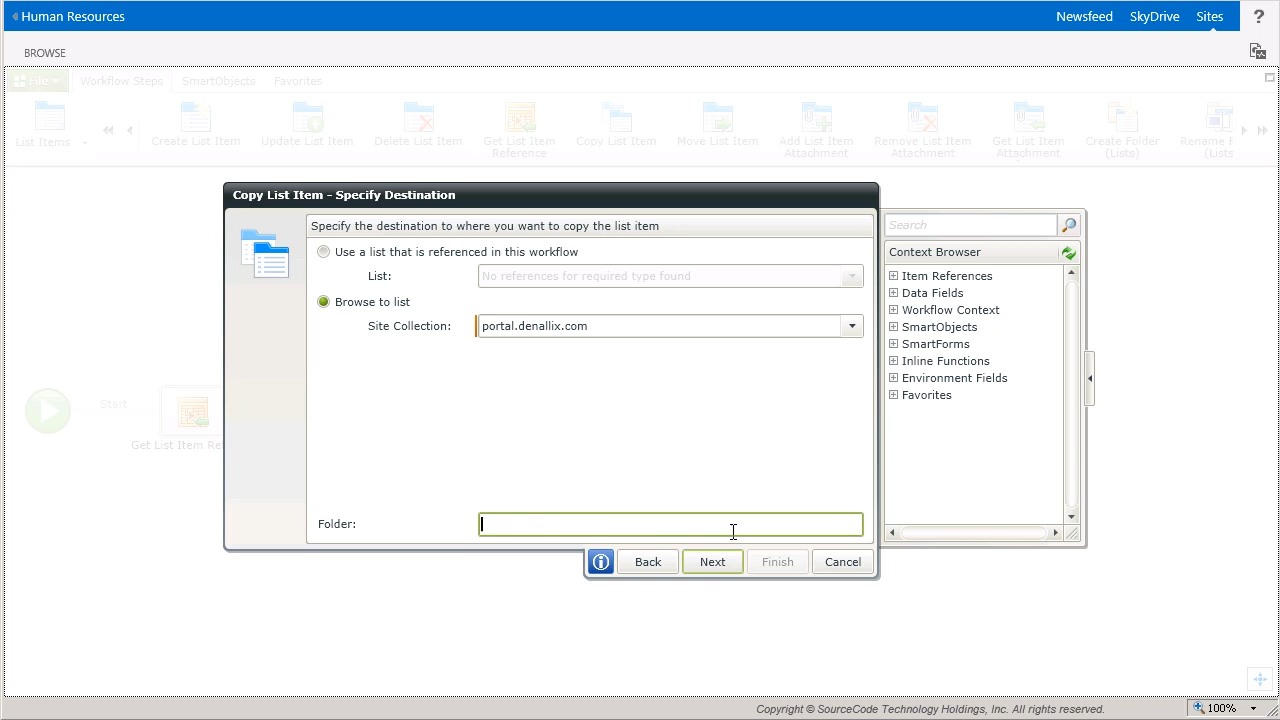 Human Resources
Newsfeed
SkyDrive
Sites
?
BROWSE
File
Workflow Steps
SmartObjects
Favorites
List Items
Create List Item
Update List Item
Delete List Item
Get List Item
Reference
Copy List Item
Move List Item
Add List Item
Attachment
Remove List Item
Attachment
Get List Item
Attachment
Create Folder
(Lists)
Rename F
(Lists
Copy List Item - Specify Destination
Specify the destination to where you want to copy the list item
Use a list that is referenced in this workflow
List:
No references for required type found
Browse to list
Site Collection:
portal.denallix.com
Folder:
Back
Next
Finish
Cancel
Search
Context Browser
Item References
Data Fields
Workflow Context
SmartObjects
SmartForms
Inline Functions
Environment Fields
Favorites
Start
Get List Item Re
Copyright © SourceCode Technology Holdings, Inc. All rights reserved.
100%